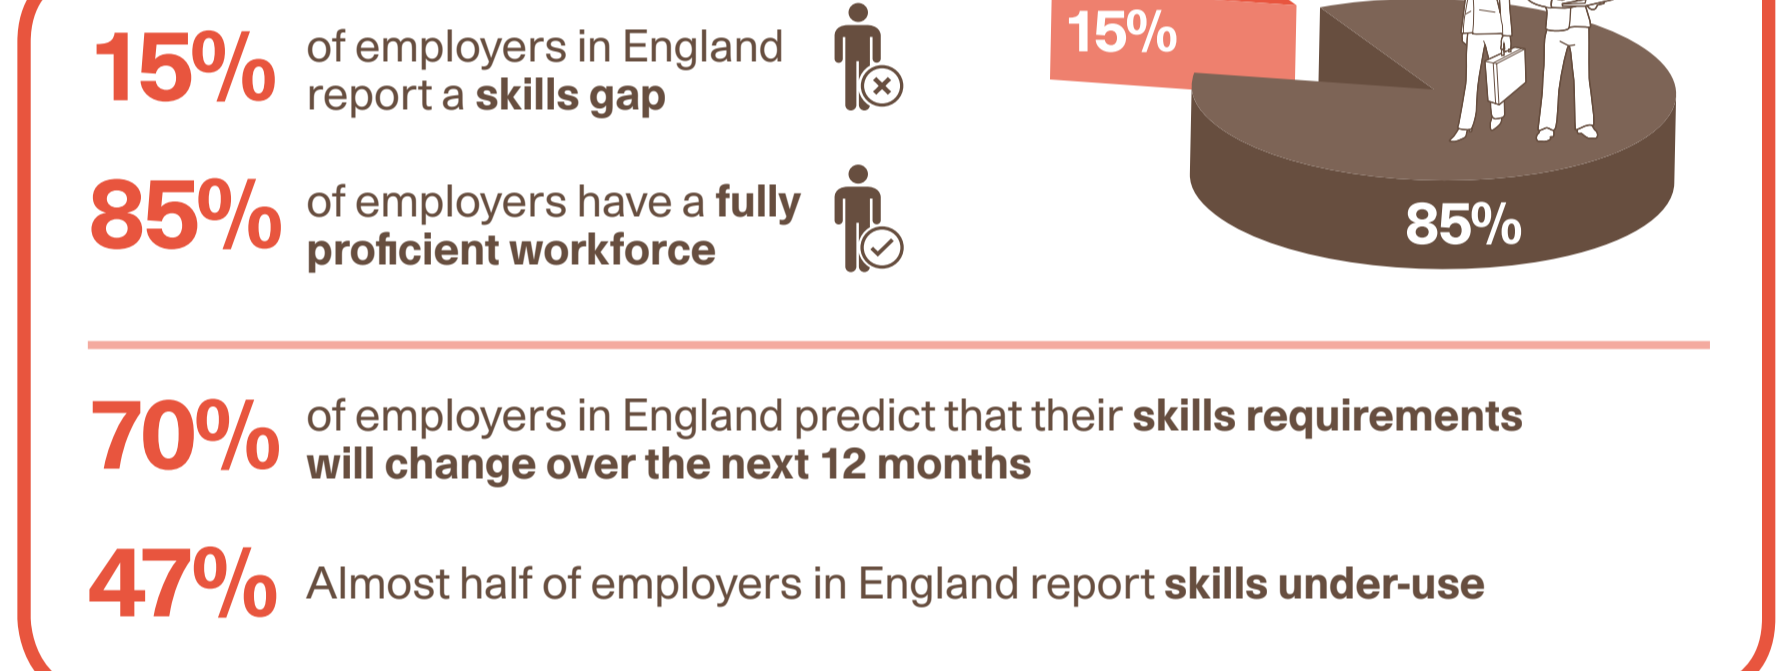 15%
of employers in England
report a skills gap
85%
of employers have a fully
proficient workforce
15%
85%
70%
of employers in England predict that their skills requirements
will change over the next 12 months
47%
Almost half of employers in England report skills under-use